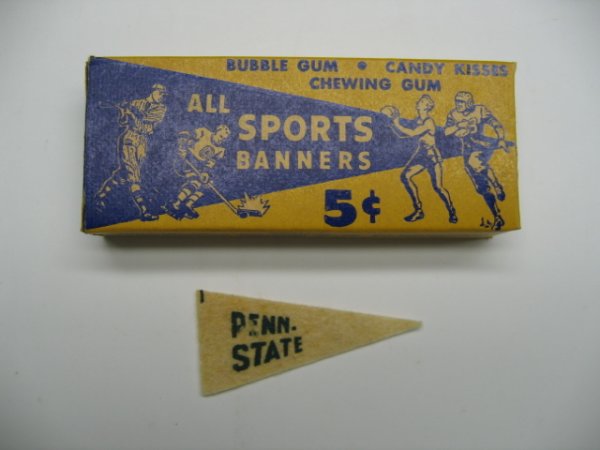 BUBBLE GUM • CANDY KISSES
CHEWING GUM
ALL
SPORTS
BANNERS
5¢
PENN.
STATE